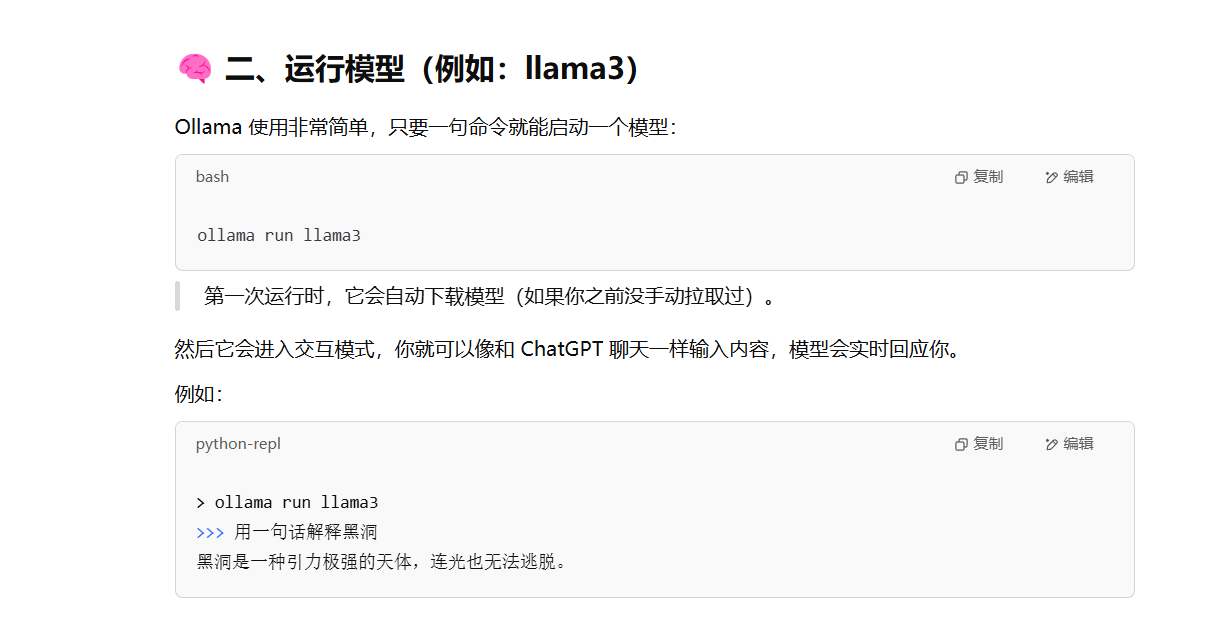 🧠 二、运行模型（例如：llama3）
Ollama 使用非常简单，只要一句命令就能启动一个模型：
bash 复制 编辑
ollama run llama3
第一次运行时，它会自动下载模型（如果你之前没手动拉取过）。
然后它会进入交互模式，你就可以像和 ChatGPT 聊天一样输入内容，模型会实时回应你。
例如：
python-repl 复制 编辑
> ollama run llama3
>>> 用一句话解释黑洞
黑洞是一种引力极强的天体，连光也无法逃脱。